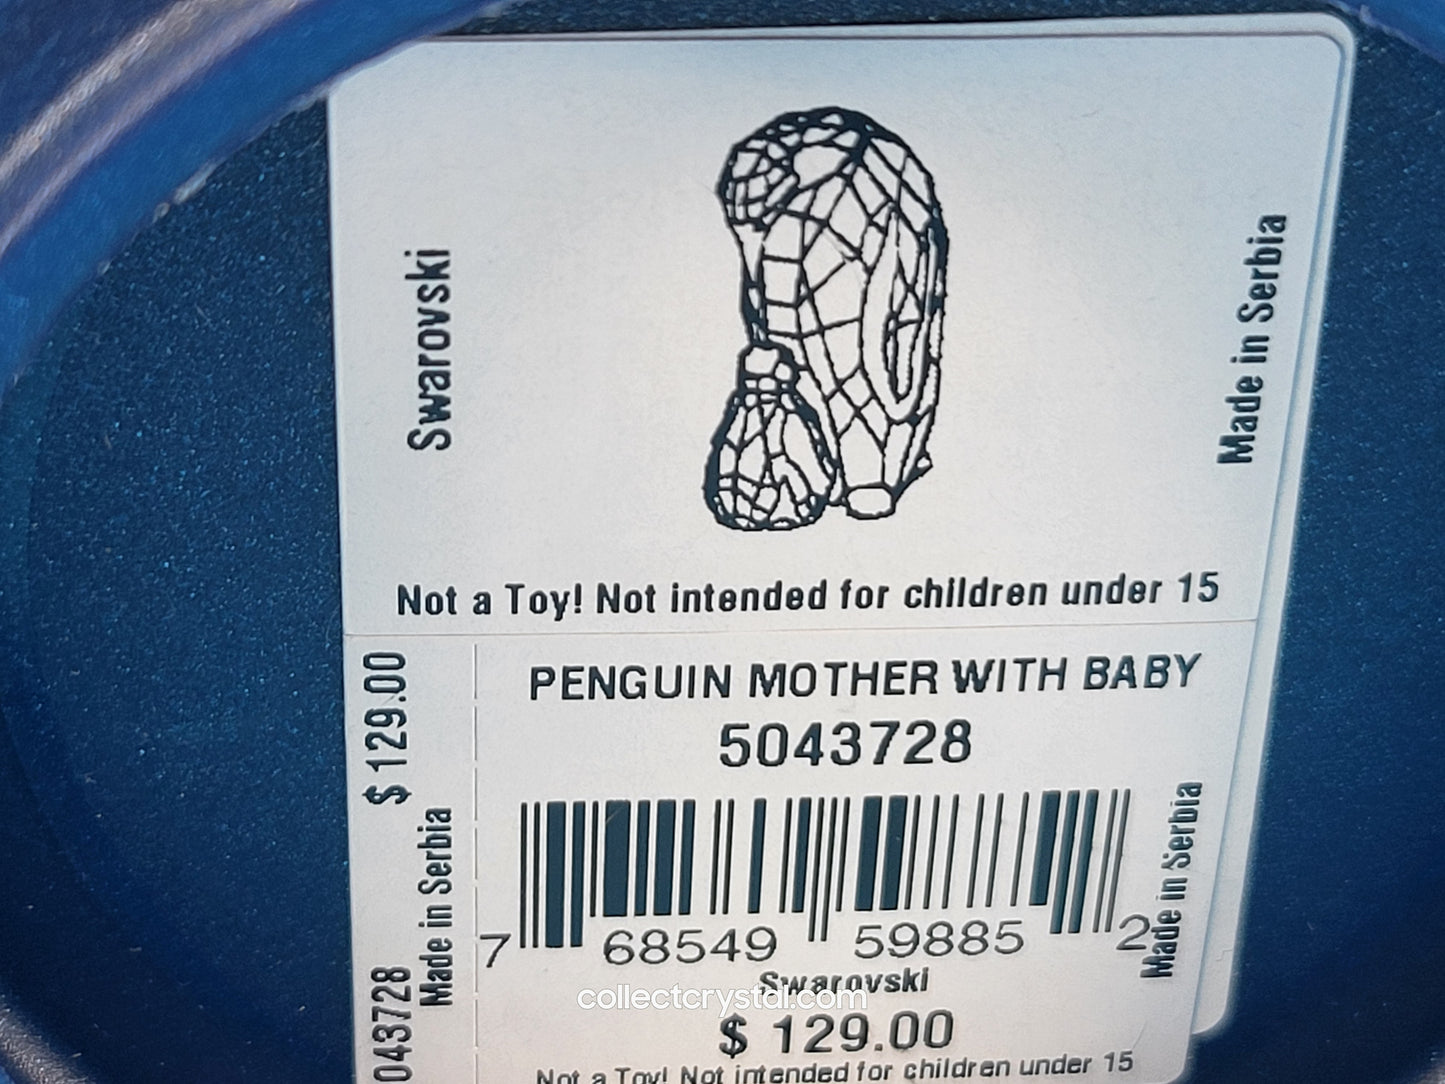 Swarovski
Made in Serbia
Not a Toy! Not intended for children under 15
$ 129.00
Made in Serbia
043728
PENGUIN MOTHER WITH BABY
5043728
7 68549 59885 2
Made in Serbia
Swarovski
collectcrystal.com
$ 129.00
Not a Toy! Not intended for children under 15